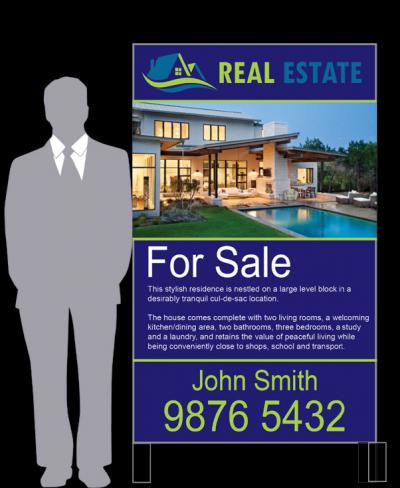 REAL ESTATE
For Sale
This stylish residence is nestled on a large level block in a
desirably tranquil cul-de-sac location.
The house comes complete with two living rooms, a welcoming
kitchen/dining area, two bathrooms, three bedrooms, a study
and a laundry, and retains the value of peaceful living while
being conveniently close to shops, school and transport.
John Smith
9876 5432